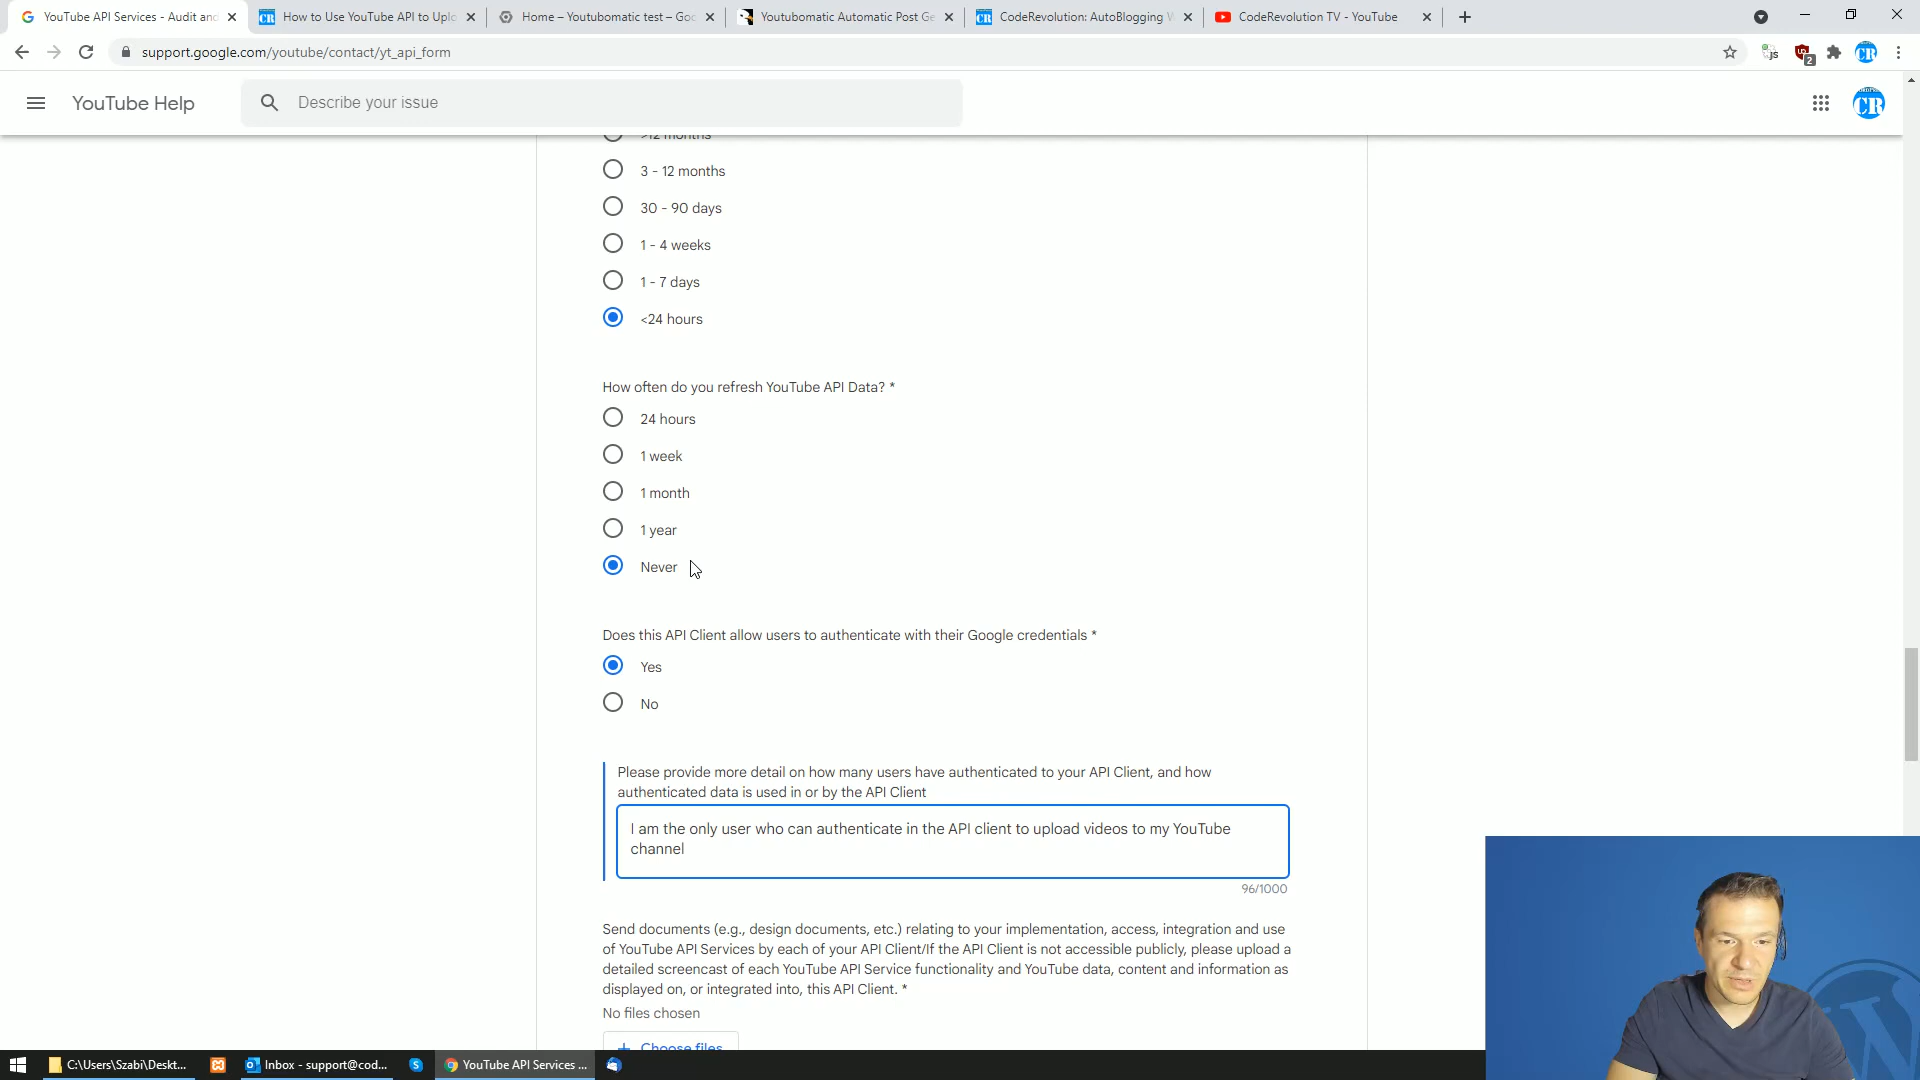 YouTube API Services - Audit and
How to Use YouTube API to Uplo
Home – Youtubomatic test – Goo
Youtubomatic Automatic Post Ge
CodeRevolution: AutoBlogging W
CodeRevolution TV - YouTube
support.google.com/youtube/contact/yt_api_form
2
YouTube Help
Describe your issue
CR
>12 months
3 - 12 months
30 - 90 days
1 - 4 weeks
1 - 7 days
<24 hours
How often do you refresh YouTube API Data? *
24 hours
1 week
1 month
1 year
Never
Does this API Client allow users to authenticate with their Google credentials *
Yes
No
Please provide more detail on how many users have authenticated to your API Client, and how
authenticated data is used in or by the API Client
I am the only user who can authenticate in the API client to upload videos to my YouTube
channel
96/1000
Send documents (e.g., design documents, etc.) relating to your implementation, access, integration and use
of YouTube API Services by each of your API Client/If the API Client is not accessible publicly, please upload a
detailed screencast of each YouTube API Service functionality and YouTube data, content and information as
displayed on, or integrated into, this API Client. *
No files chosen
+ Choose files
C:\Users\Szabi\Deskt...
Inbox - support@cod...
YouTube API Services ...